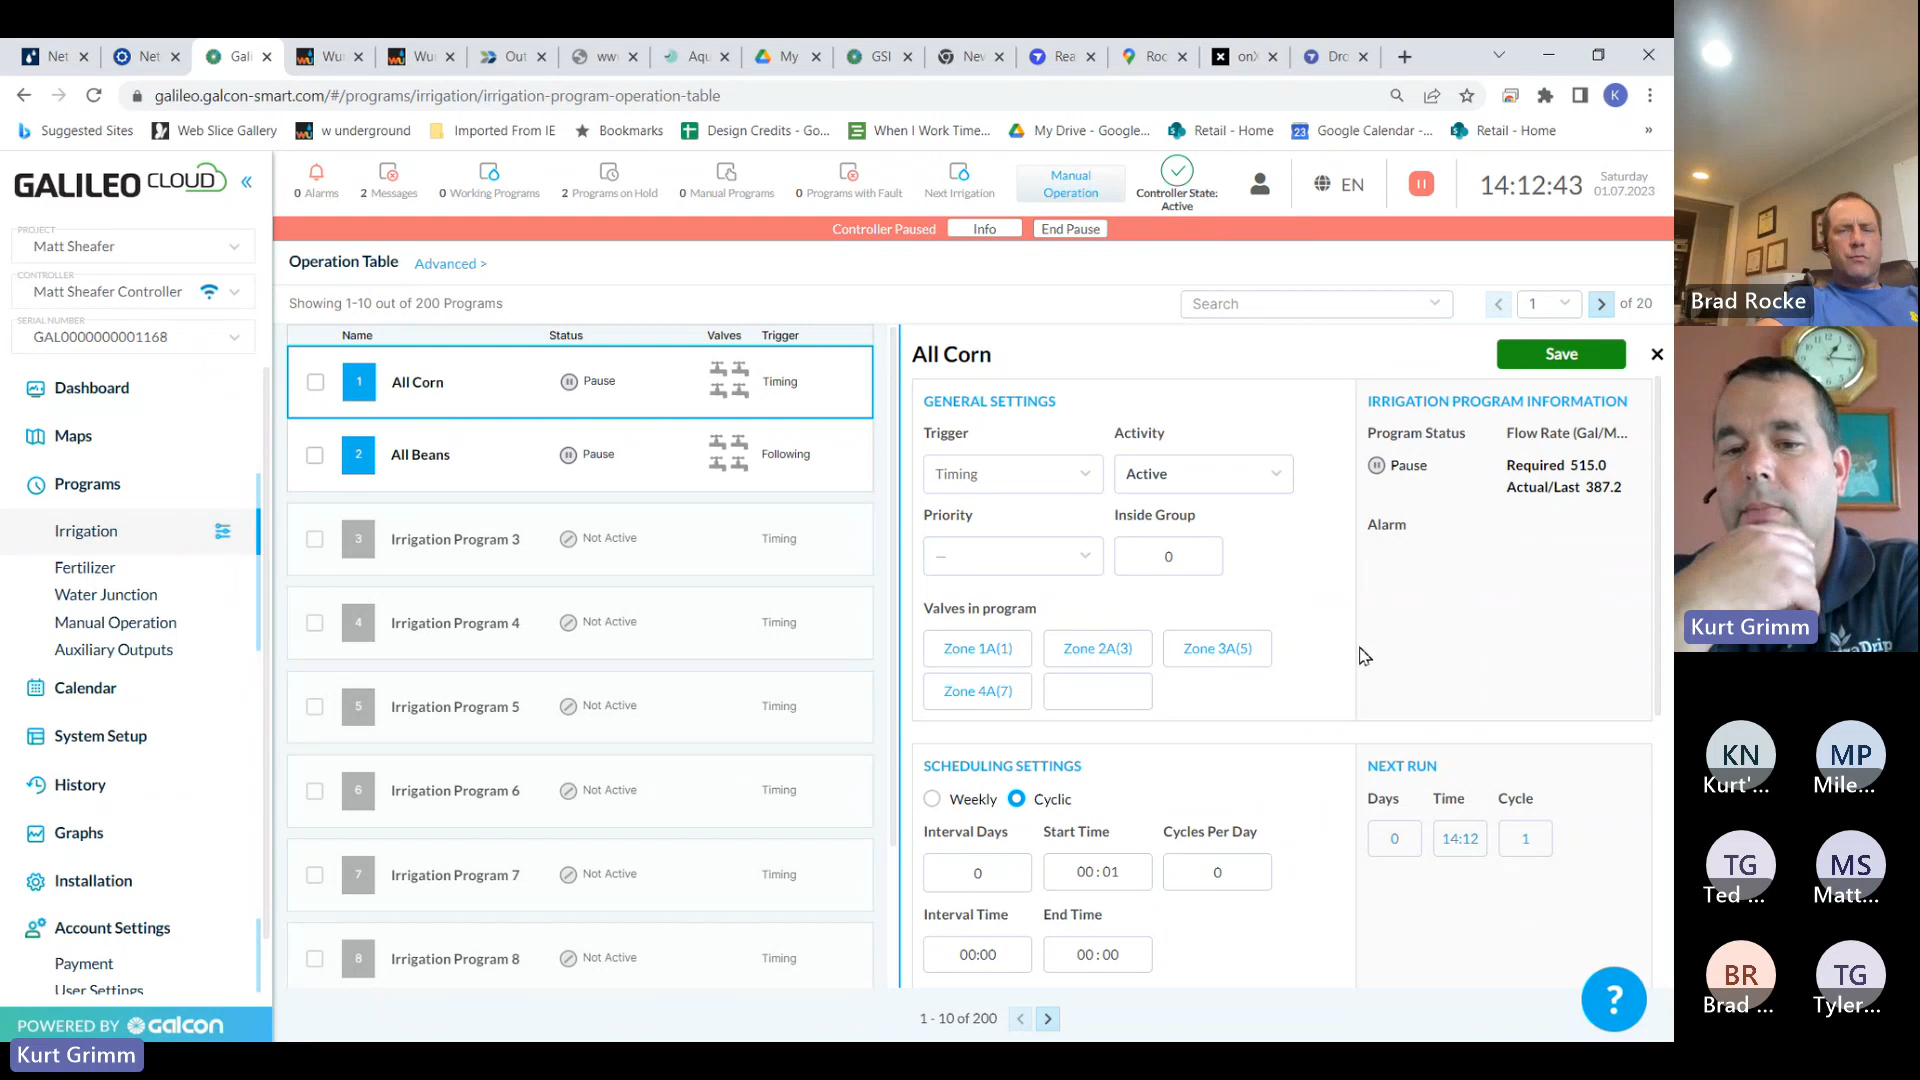 Net
Net
Gali
Wu
Wu
Out
ww
Aqu
My
GSI
Nev
Rea
Roc
onX
Dro
galileo.galcon-smart.com/#/programs/irrigation/irrigation-program-operation-table
K
Suggested Sites
Web Slice Gallery
w underground
Imported From IE
Bookmarks
Design Credits - Go...
When I Work Time...
My Drive - Google...
Retail - Home
23 Google Calendar -...
Retail - Home
»
GALILEO CLOUD
«
0 Alarms
2 Messages
0 Working Programs
2 Programs on Hold
0 Manual Programs
0 Programs with Fault
Next Irrigation
Manual
Operation
Controller State:
Active
EN
14:12:43
Saturday
01.07.2023
Controller Paused
Info
End Pause
PROJECT
Matt Sheafer
CONTROLLER
Matt Sheafer Controller
SERIAL NUMBER
GAL0000000001168
Dashboard
Maps
Programs
Irrigation
Fertilizer
Water Junction
Manual Operation
Auxiliary Outputs
Calendar
System Setup
History
Graphs
Installation
Account Settings
Payment
User Settings
POWERED BY galcon
Kurt Grimm
Operation Table
Advanced >
Showing 1-10 out of 200 Programs
Search
1
of 20
Name Status Valves Trigger
1 All Corn Pause Timing
2 All Beans Pause Following
3 Irrigation Program 3 Not Active Timing
4 Irrigation Program 4 Not Active Timing
5 Irrigation Program 5 Not Active Timing
6 Irrigation Program 6 Not Active Timing
7 Irrigation Program 7 Not Active Timing
8 Irrigation Program 8 Not Active Timing
1 - 10 of 200
All Corn
Save
GENERAL SETTINGS
Trigger Activity
Timing Active
Priority Inside Group
— 0
Valves in program
Zone 1A(1) Zone 2A(3) Zone 3A(5)
Zone 4A(7)
IRRIGATION PROGRAM INFORMATION
Program Status Flow Rate (Gal/M...
Pause Required 515.0
Actual/Last 387.2
Alarm
SCHEDULING SETTINGS
Weekly Cyclic
Interval Days Start Time Cycles Per Day
0 00:01 0
Interval Time End Time
00:00 00:00
NEXT RUN
Days Time Cycle
0 14:12 1
?
Brad Rocke
Kurt Grimm
KN
Kurt'...
MP
Mile...
TG
Ted ...
MS
Matt...
BR
Brad ...
TG
Tyler...